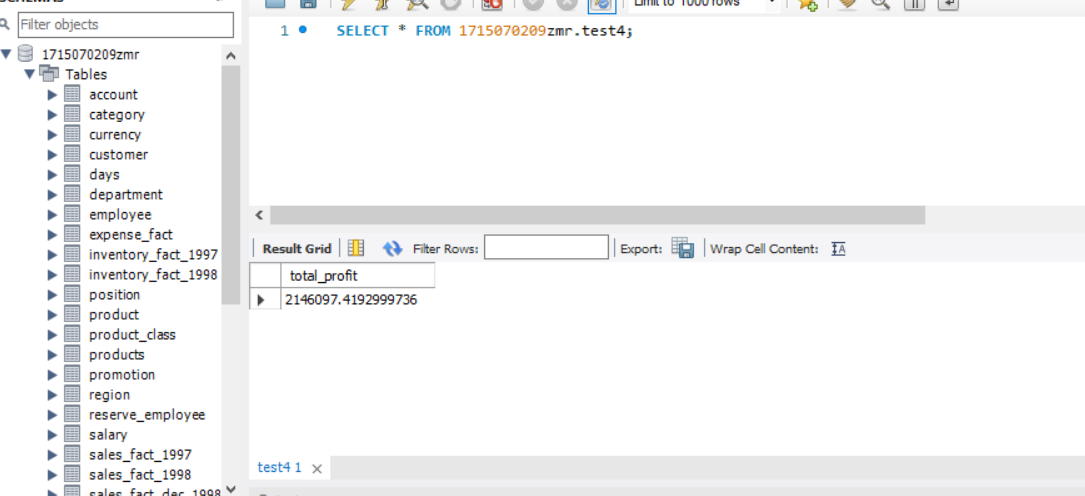 SCHEMAS
Limit to 1000 rows
Filter objects
1 SELECT * FROM 1715070209zmr.test4;
1715070209zmr
Tables
account
category
currency
customer
days
department
employee
expense_fact
inventory_fact_1997
inventory_fact_1998
position
product
product_class
products
promotion
region
reserve_employee
salary
sales_fact_1997
sales_fact_1998
sales_fact_dec_1998
Result Grid Filter Rows: Export: Wrap Cell Content:
total_profit
2146097.4192999736
test4 1